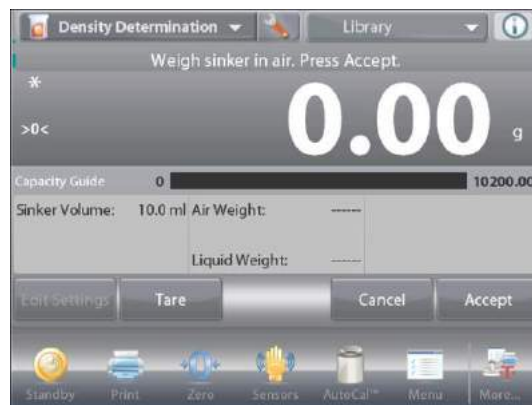 Density Determination Library
Weigh sinker in air. Press Accept.
*
>0<
0.00 g
Capacity Guide 0 10200.00
Sinker Volume: 10.0 ml Air Weight: ------
Liquid Weight: ------
Edit Settings Tare Cancel Accept
Standby Print Zero Sensors AutoCal™ Menu More...